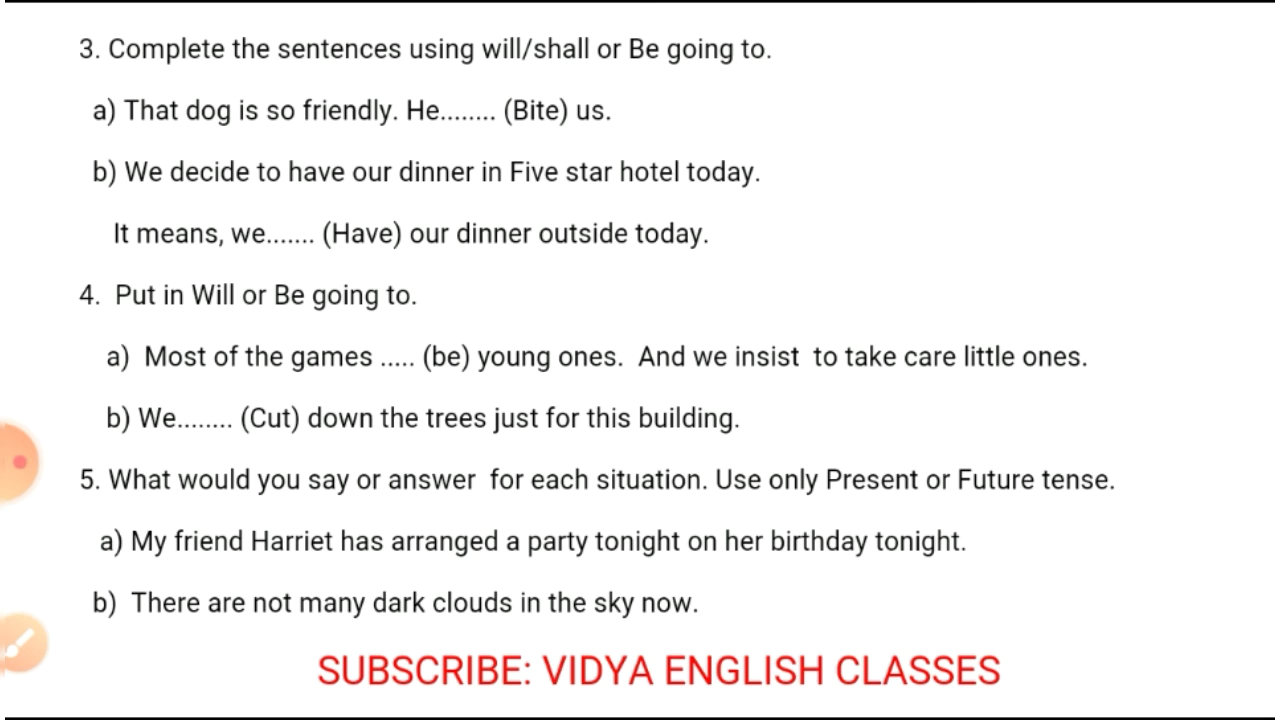 3. Complete the sentences using will/shall or Be going to.
a) That dog is so friendly. He........ (Bite) us.
b) We decide to have our dinner in Five star hotel today.
It means, we....... (Have) our dinner outside today.
4. Put in Will or Be going to.
a) Most of the games ..... (be) young ones. And we insist to take care little ones.
b) We........ (Cut) down the trees just for this building.
5. What would you say or answer for each situation. Use only Present or Future tense.
a) My friend Harriet has arranged a party tonight on her birthday tonight.
b) There are not many dark clouds in the sky now.
SUBSCRIBE: VIDYA ENGLISH CLASSES